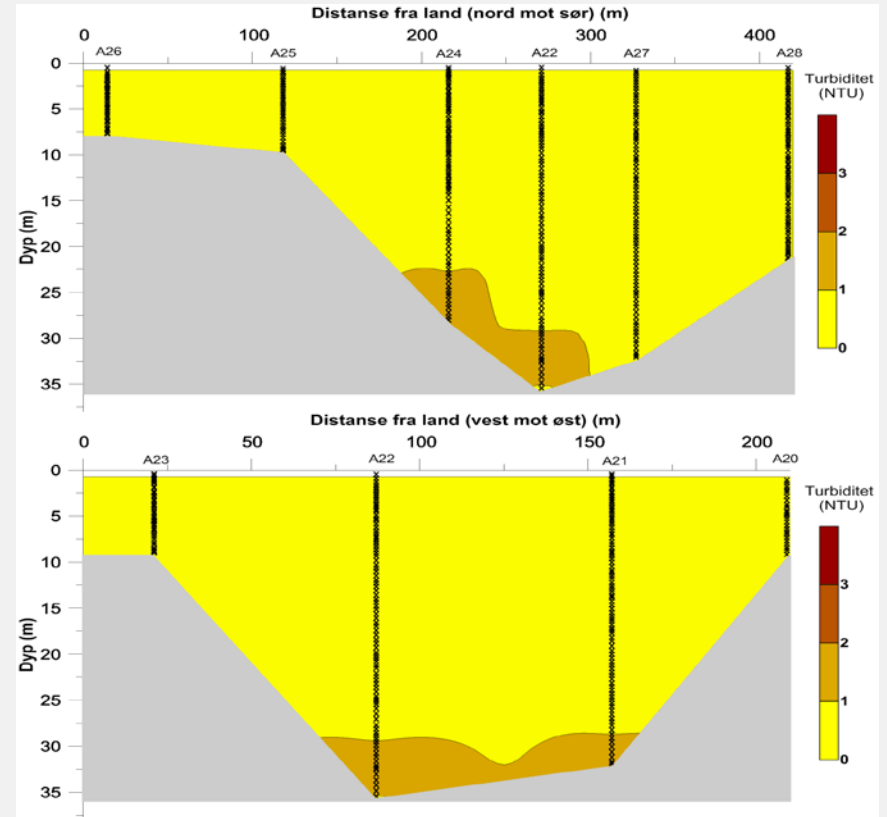 Distanse fra land (nord mot sør) (m)
0 100 200 300 400
A26 A25 A24 A22 A27 A28
Turbiditet
(NTU)
3
2
1
0
0
5
10
15
20
25
30
35
Dyp (m)
Distanse fra land (vest mot øst) (m)
0 50 100 150 200
A23 A22 A21 A20
Turbiditet
(NTU)
3
2
1
0
0
5
10
15
20
25
30
35
Dyp (m)